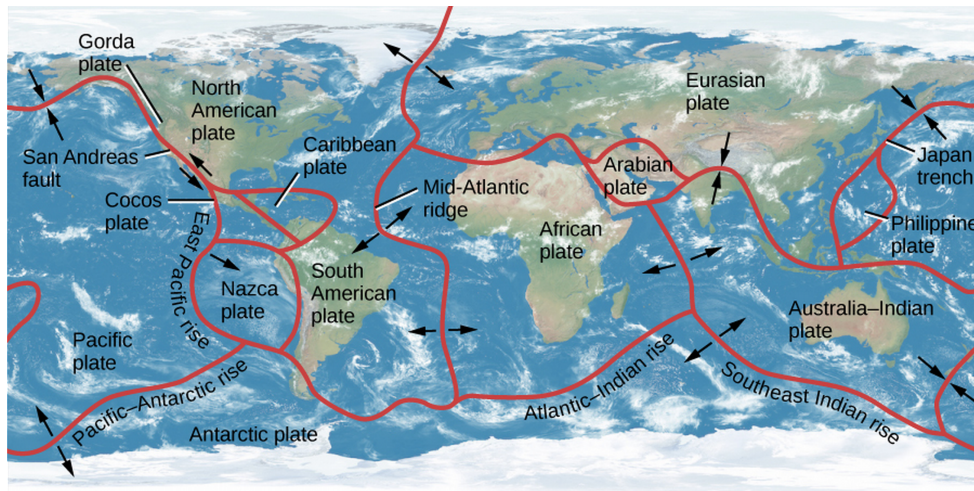 Gorda
plate
North
American
plate
Eurasian
plate
San Andreas
fault
Caribbean
plate
Arabian
plate
Japan
trench
Cocos
plate
Mid-Atlantic
ridge
African
plate
Philippine
plate
East Pacific rise
Nazca
plate
South
American
plate
Australia–Indian
plate
Pacific
plate
Pacific–Antarctic rise
Atlantic–Indian rise
Southeast Indian rise
Antarctic plate